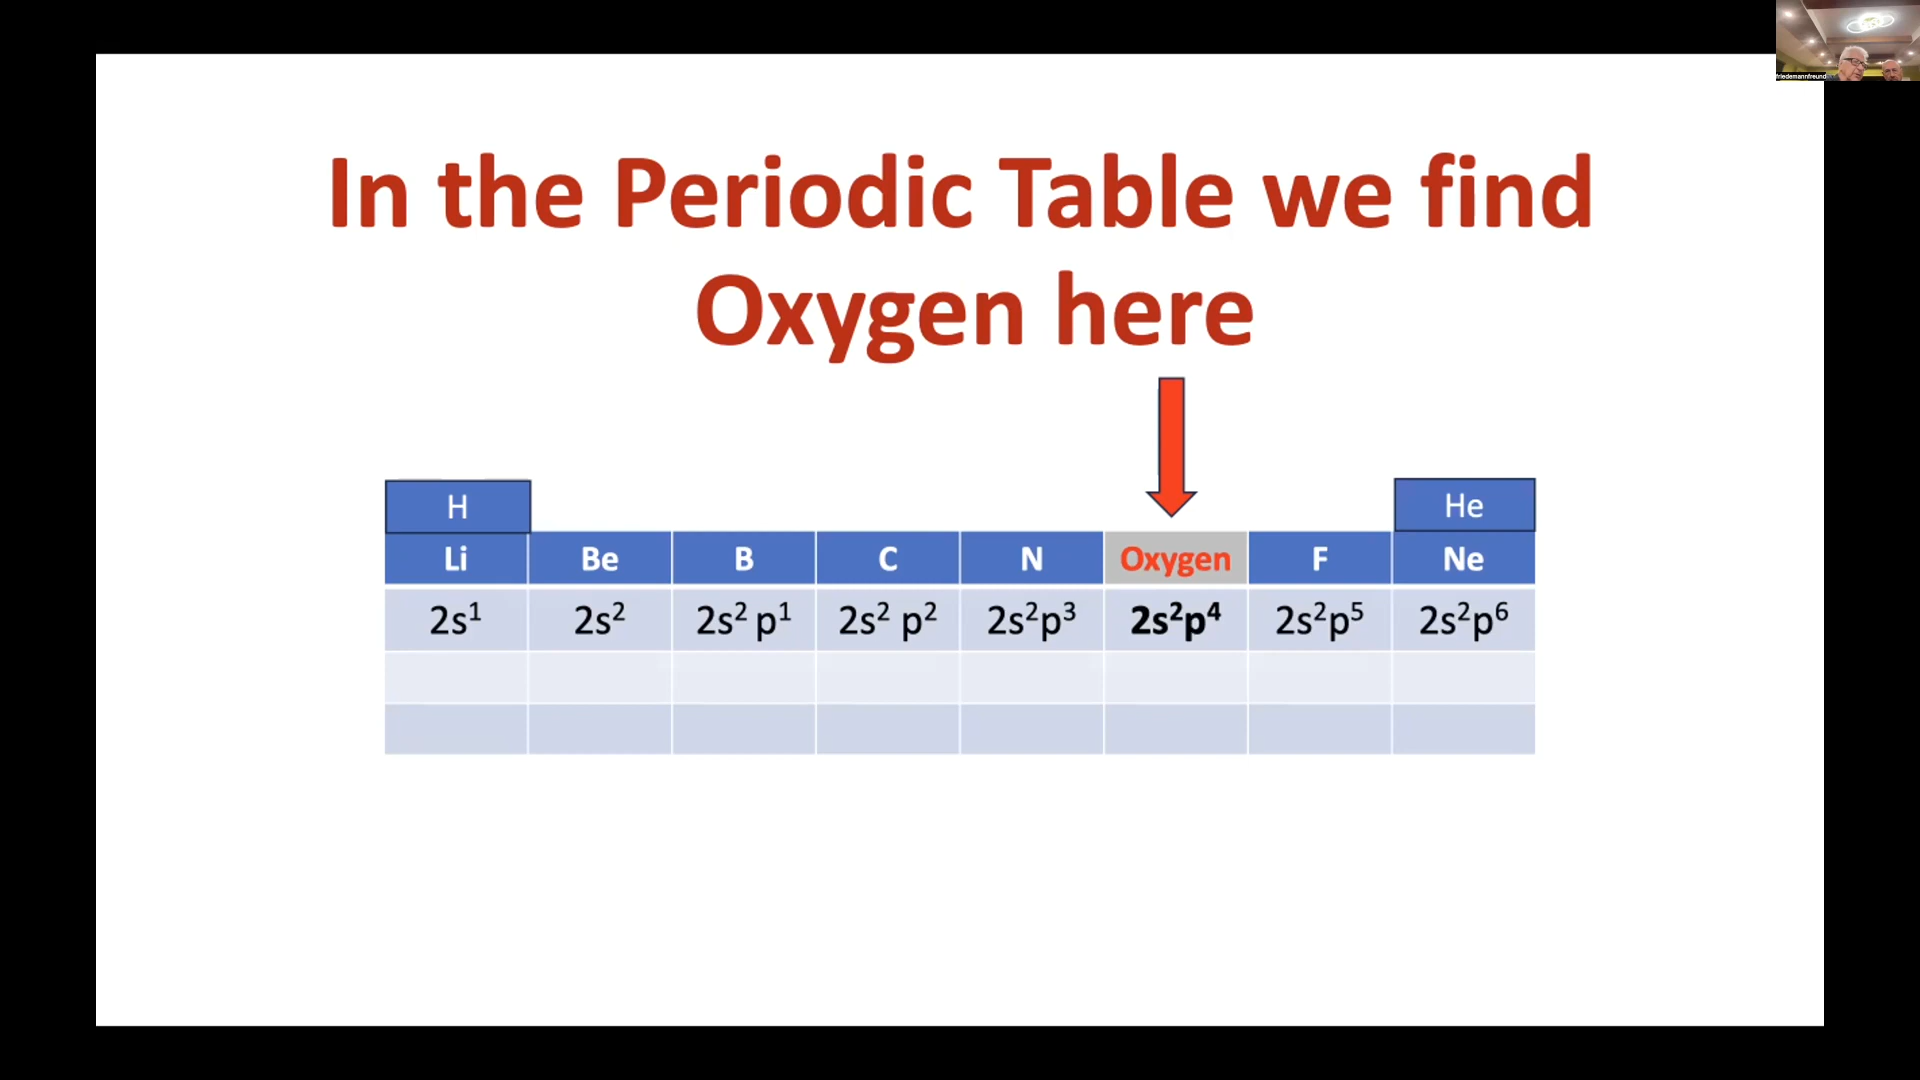 friedemannfreund
In the Periodic Table we find
Oxygen here
H He
Li Be B C N Oxygen F Ne
2s¹ 2s² 2s² p¹ 2s² p² 2s²p³ 2s²p⁴ 2s²p⁵ 2s²p⁶